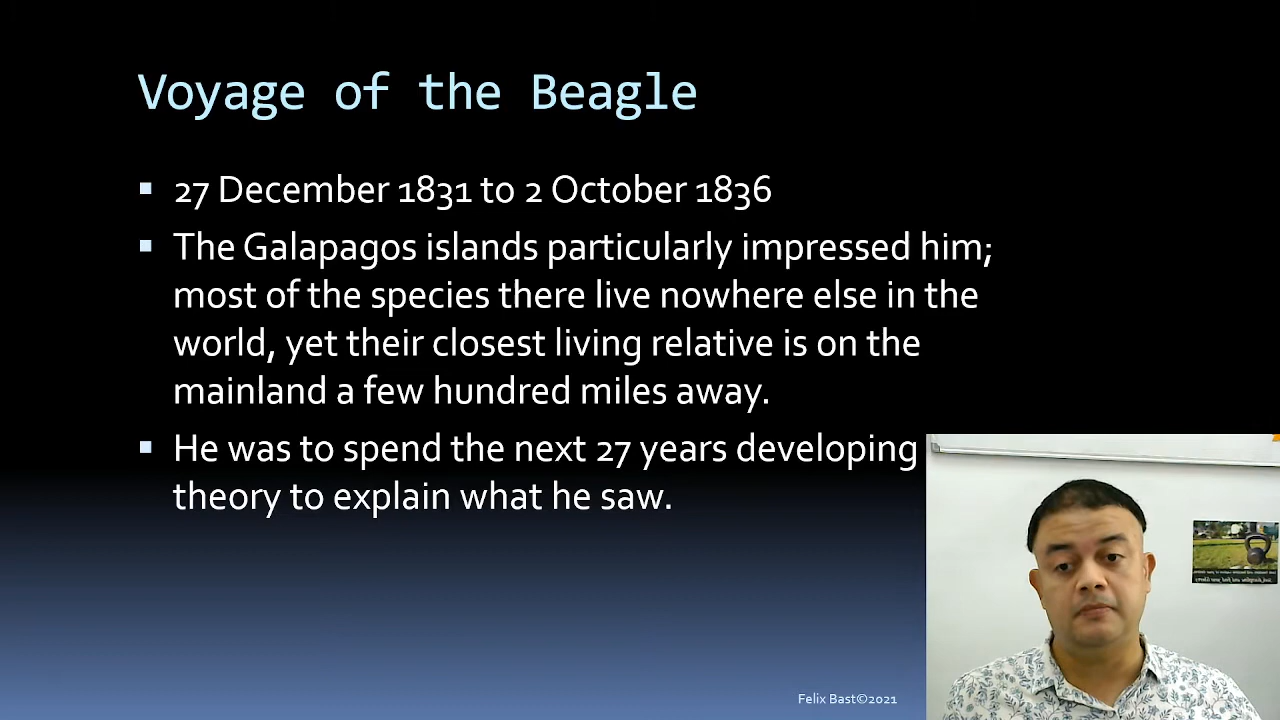 Voyage of the Beagle
▪ 27 December 1831 to 2 October 1836
▪ The Galapagos islands particularly impressed him;
most of the species there live nowhere else in the
world, yet their closest living relative is on the
mainland a few hundred miles away.
▪ He was to spend the next 27 years developing
theory to explain what he saw.
Felix Bast©2021